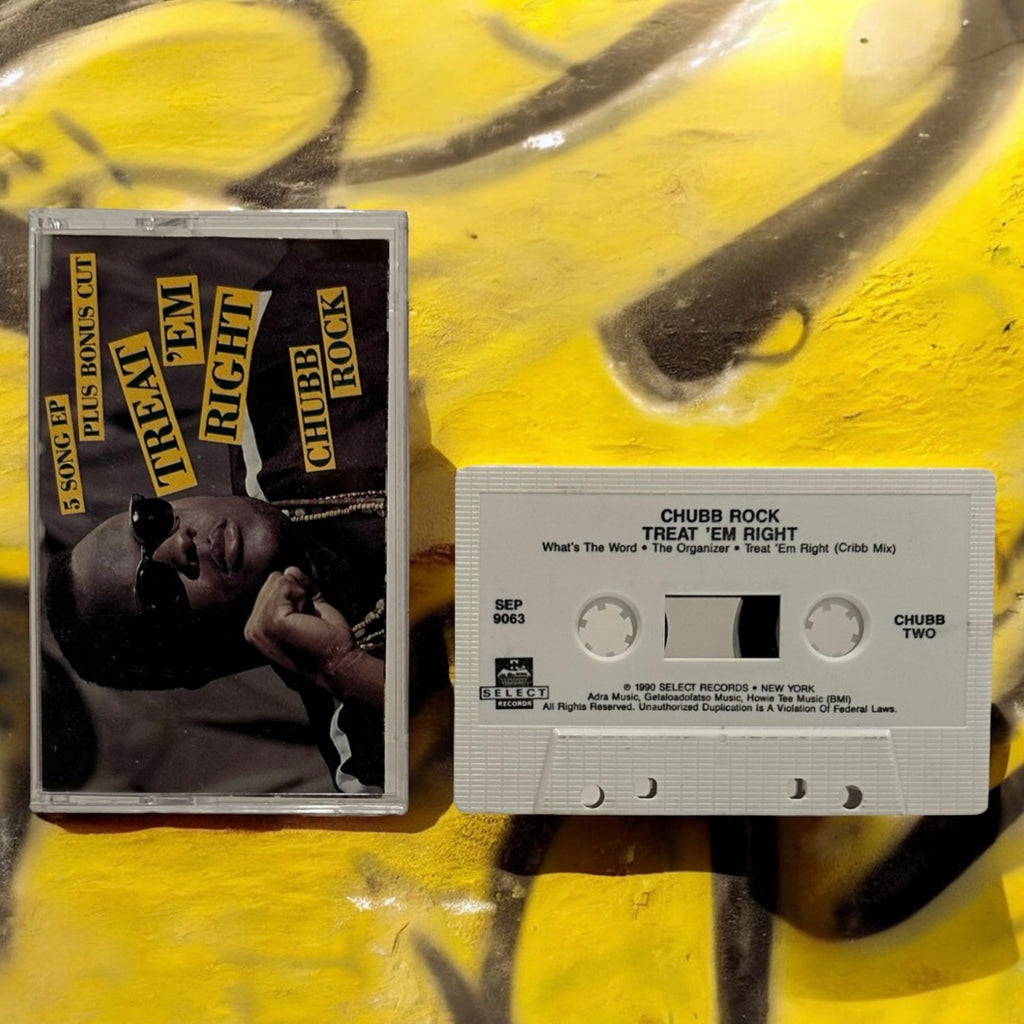 5 SONG EP
PLUS BONUS CUT
TREAT
'EM
RIGHT
CHUBB
ROCK
CHUBB ROCK
TREAT 'EM RIGHT
What's The Word • The Organizer • Treat 'Em Right (Cribb Mix)
SEP
9063
CHUBB
TWO
SELECT
RECORDS
℗ 1990 SELECT RECORDS • NEW YORK
Adra Music, Getaloadofatso Music, Howie Tee Music (BMI)
All Rights Reserved. Unauthorized Duplication Is A Violation Of Federal Laws.